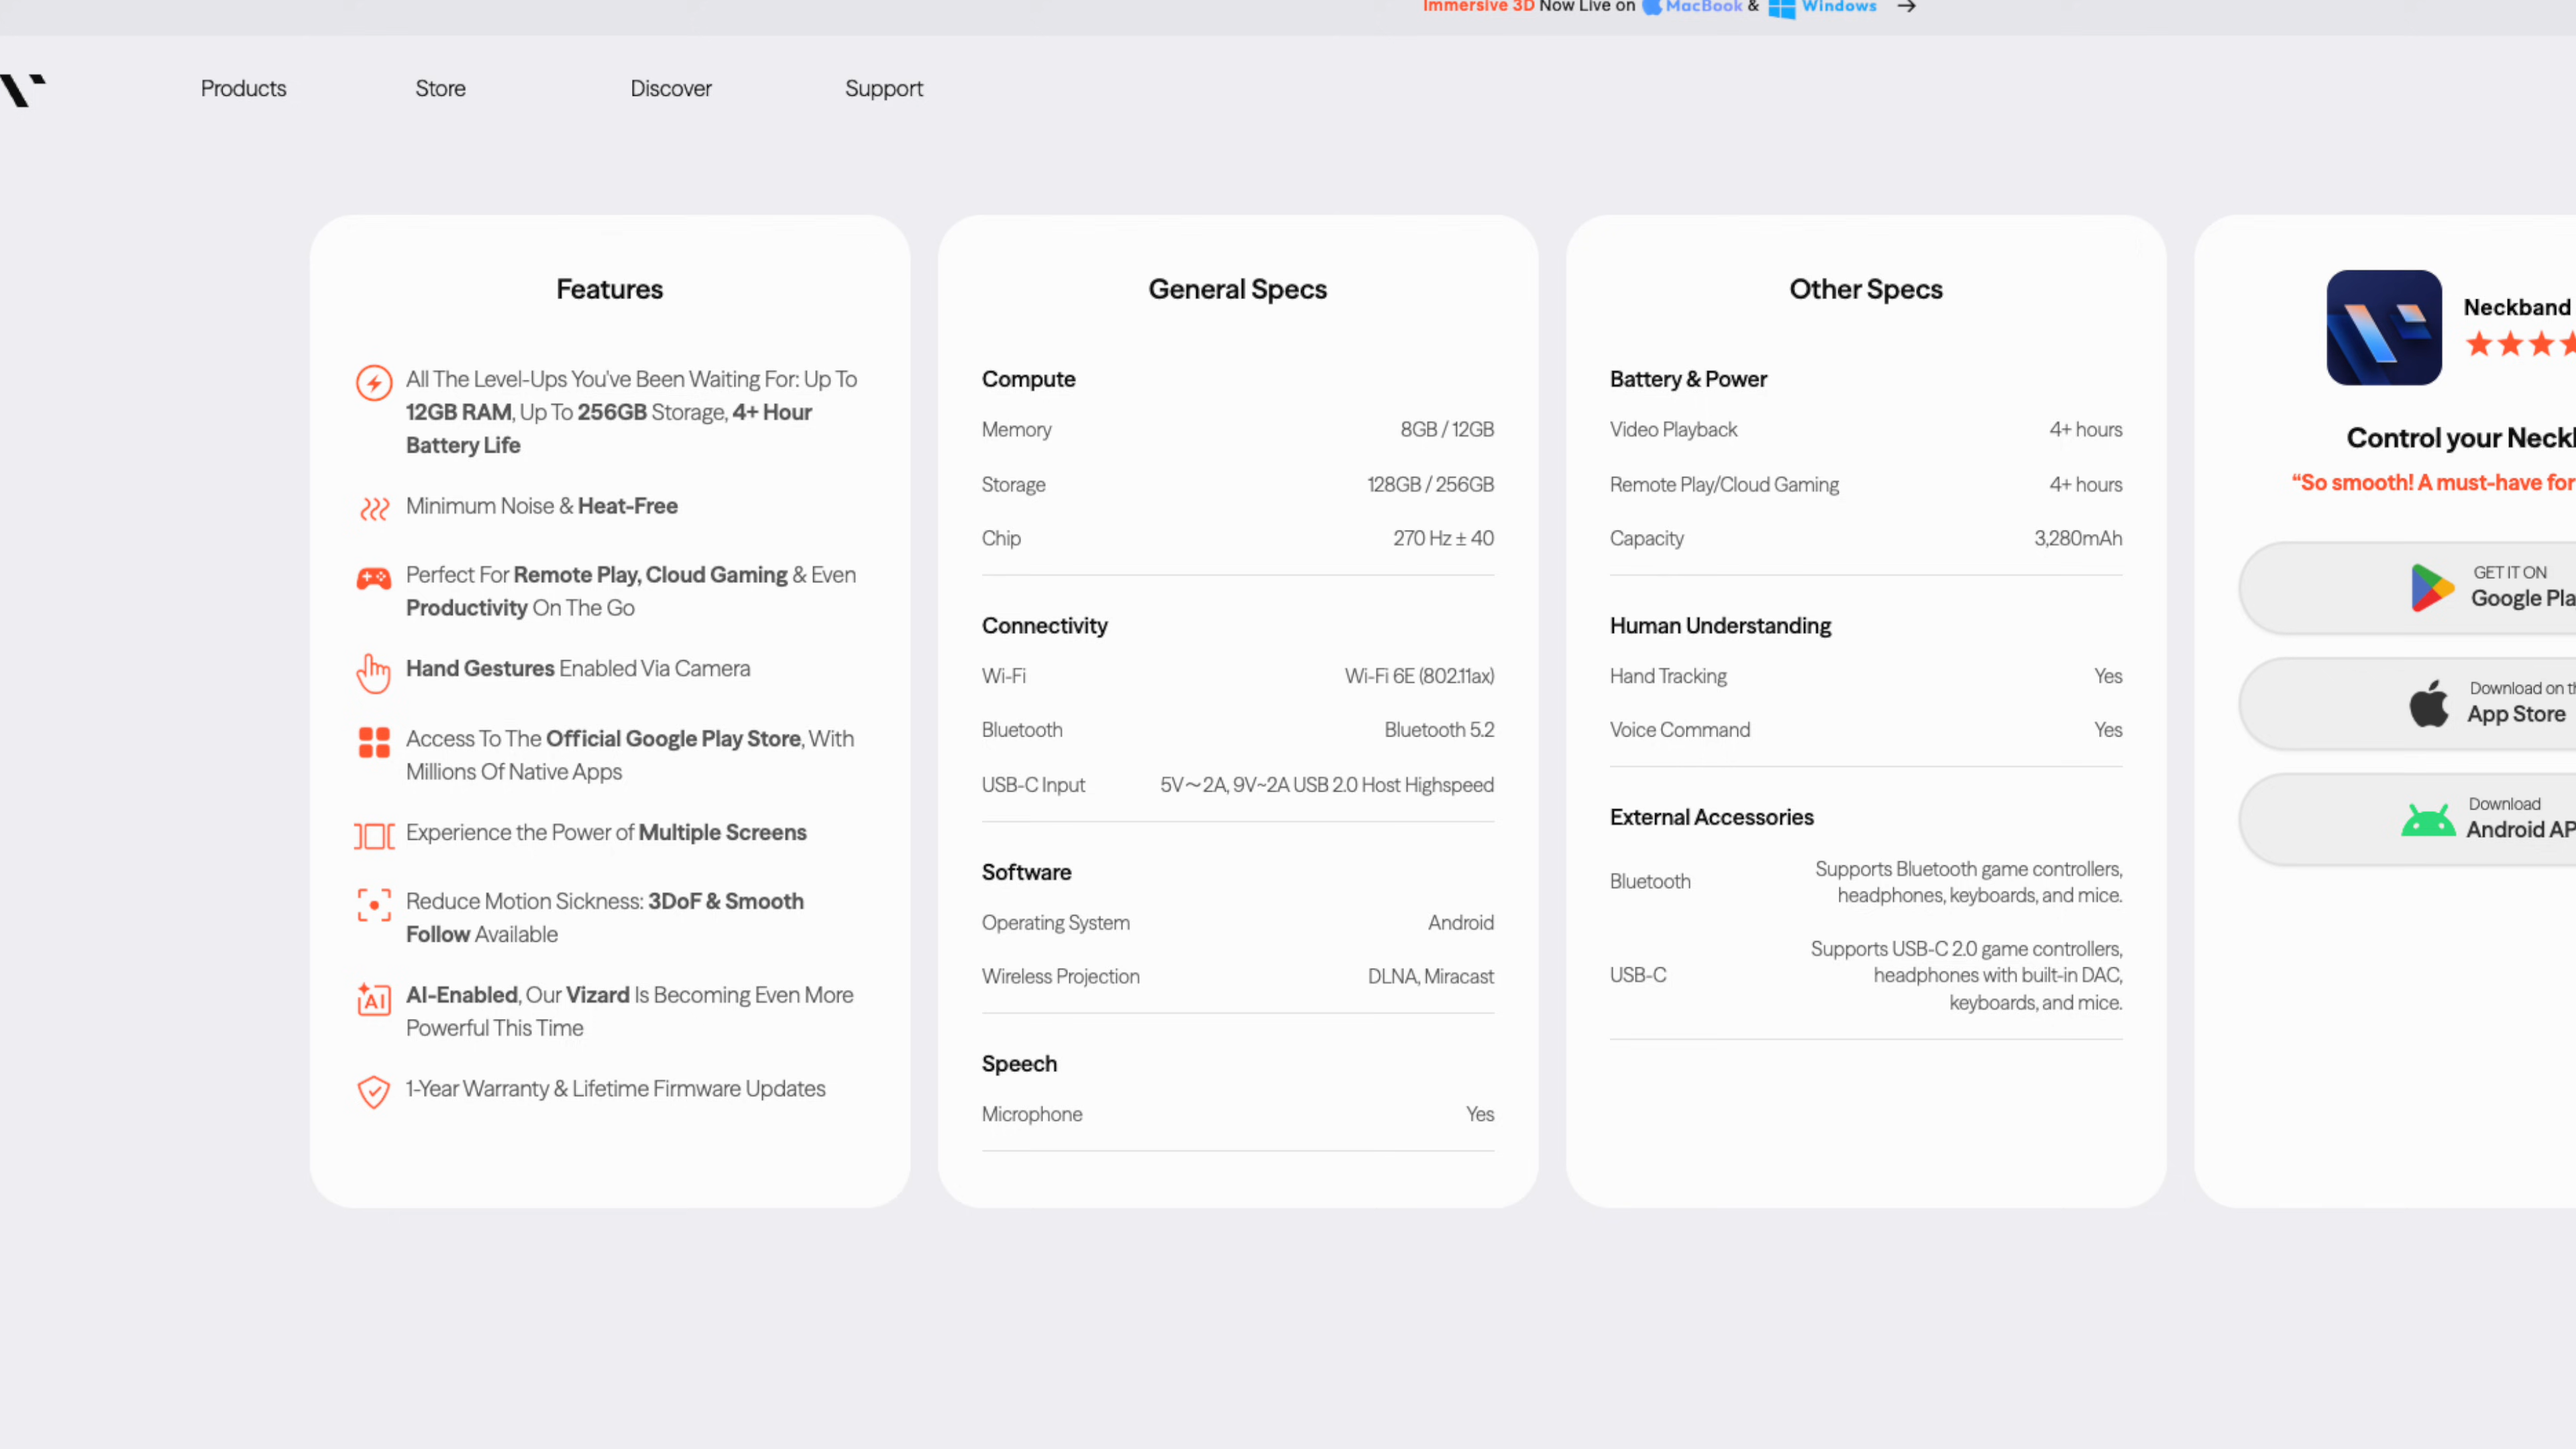 Immersive 3D Now Live on MacBook & Windows →
Products
Store
Discover
Support
Features
All The Level-Ups You've Been Waiting For: Up To
12GB RAM, Up To 256GB Storage, 4+ Hour
Battery Life
Minimum Noise & Heat-Free
Perfect For Remote Play, Cloud Gaming & Even
Productivity On The Go
Hand Gestures Enabled Via Camera
Access To The Official Google Play Store, With
Millions Of Native Apps
Experience the Power of Multiple Screens
Reduce Motion Sickness: 3DoF & Smooth
Follow Available
AI
AI-Enabled, Our Vizard Is Becoming Even More
Powerful This Time
1-Year Warranty & Lifetime Firmware Updates
General Specs
Compute
Memory 8GB / 12GB
Storage 128GB / 256GB
Chip 270 Hz ± 40
Connectivity
Wi-Fi Wi-Fi 6E (802.11ax)
Bluetooth Bluetooth 5.2
USB-C Input 5V～2A, 9V~2A USB 2.0 Host Highspeed
Software
Operating System Android
Wireless Projection DLNA, Miracast
Speech
Microphone Yes
Other Specs
Battery & Power
Video Playback 4+ hours
Remote Play/Cloud Gaming 4+ hours
Capacity 3,280mAh
Human Understanding
Hand Tracking Yes
Voice Command Yes
External Accessories
Bluetooth Supports Bluetooth game controllers,
headphones, keyboards, and mice.
USB-C Supports USB-C 2.0 game controllers,
headphones with built-in DAC,
keyboards, and mice.
Neckband
Control your
“So smooth! A must-have for
GET IT ON
Google
Download on
App Store
Download
Android